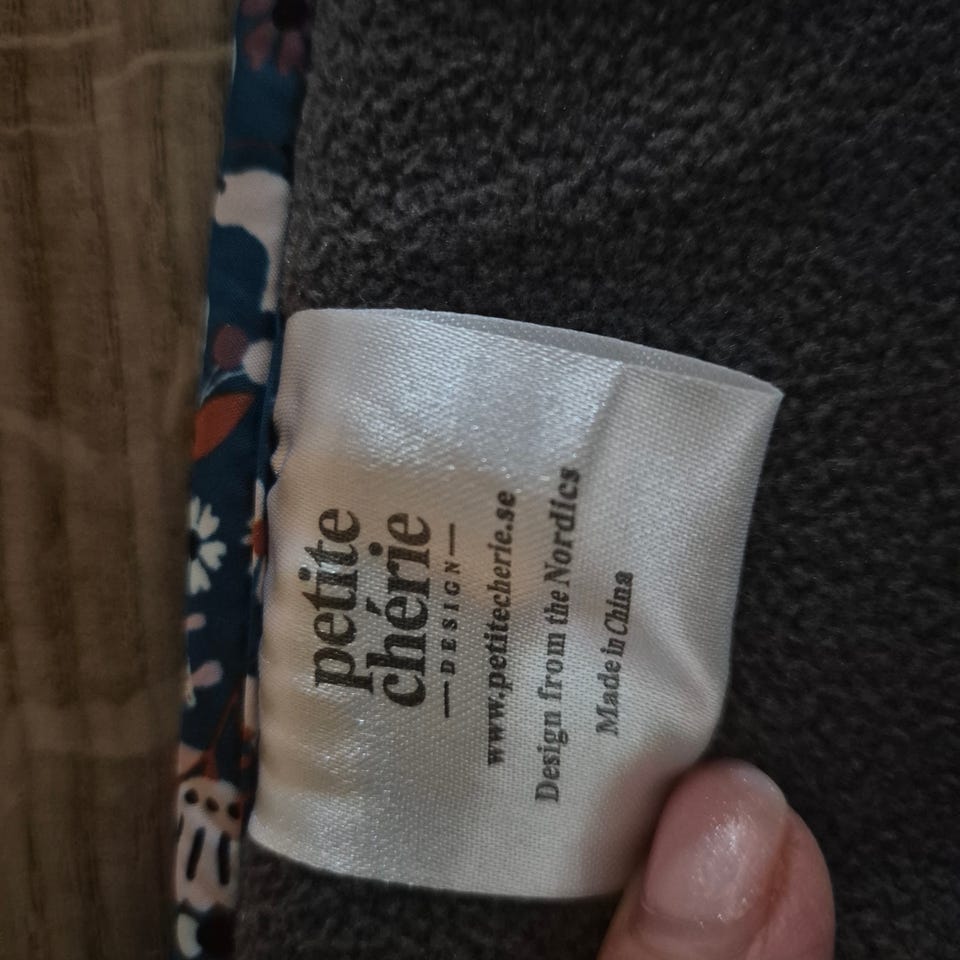 petite
chérie
—DESIGN—
www.petitecherie.se
Design from the Nordics
Made in China